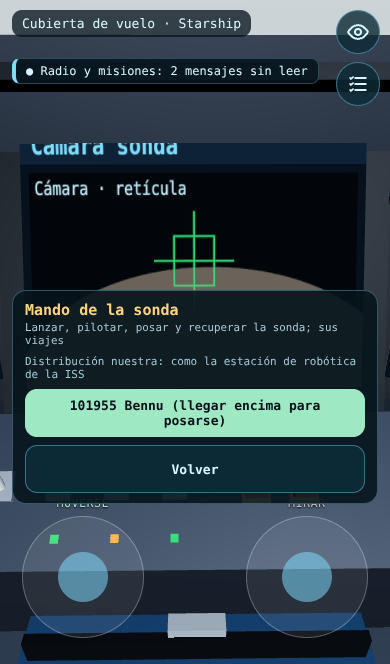 Cubierta de vuelo · Starship
● Radio y misiones: 2 mensajes sin leer
Cámara sonda
Cámara · retícula
Mando de la sonda
Lanzar, pilotar, posar y recuperar la sonda; sus
viajes
Distribución nuestra: como la estación de robótica
de la ISS
101955 Bennu (llegar encima para
posarse)
Volver
MOVERSE
MIRAR